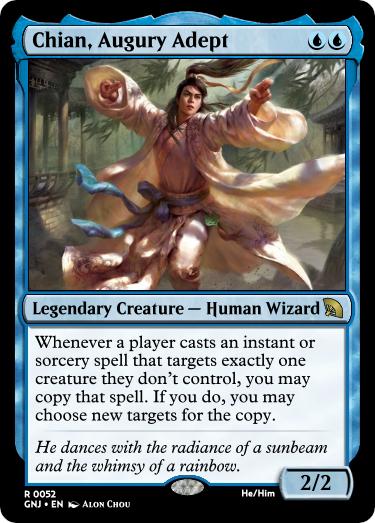 Chian, Augury Adept
Legendary Creature — Human Wizard
Whenever a player casts an instant or
sorcery spell that targets exactly one
creature they don't control, you may
copy that spell. If you do, you may
choose new targets for the copy.
He dances with the radiance of a sunbeam
and the whimsy of a rainbow.
2/2
R 0052
He/Him
GNJ • EN Alon Chou